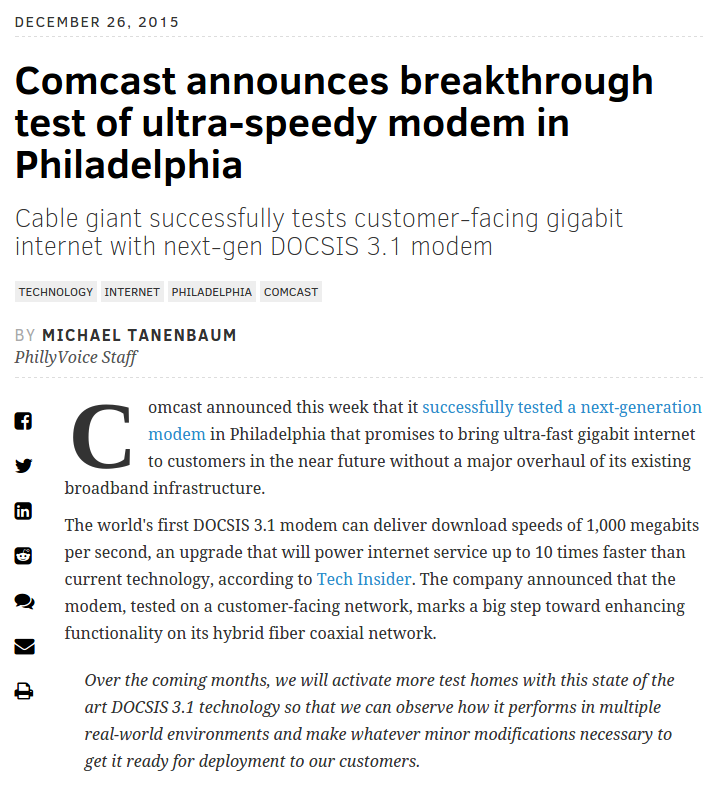 DECEMBER 26, 2015
Comcast announces breakthrough
test of ultra-speedy modem in
Philadelphia
Cable giant successfully tests customer-facing gigabit
internet with next-gen DOCSIS 3.1 modem
TECHNOLOGY INTERNET PHILADELPHIA COMCAST
BY MICHAEL TANENBAUM
PhillyVoice Staff
Comcast announced this week that it successfully tested a next-generation
modem in Philadelphia that promises to bring ultra-fast gigabit internet
to customers in the near future without a major overhaul of its existing
broadband infrastructure.
The world's first DOCSIS 3.1 modem can deliver download speeds of 1,000 megabits
per second, an upgrade that will power internet service up to 10 times faster than
current technology, according to Tech Insider. The company announced that the
modem, tested on a customer-facing network, marks a big step toward enhancing
functionality on its hybrid fiber coaxial network.
Over the coming months, we will activate more test homes with this state of the
art DOCSIS 3.1 technology so that we can observe how it performs in multiple
real-world environments and make whatever minor modifications necessary to
get it ready for deployment to our customers.